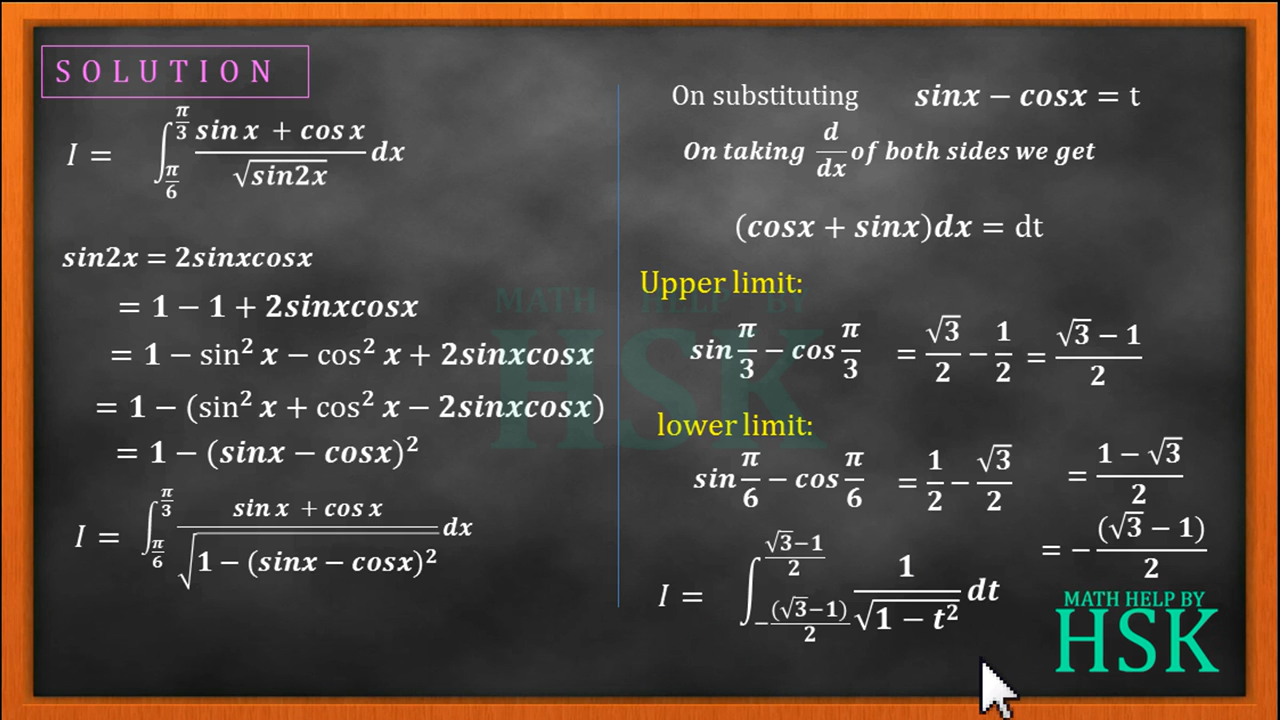 SOLUTION
I = ∫_{π/6}^{π/3} (sin x + cos x)/√(sin2x) dx
sin2x = 2sinxcosx
= 1 − 1 + 2sinxcosx
= 1 − sin² x − cos² x + 2sinxcosx
= 1 − (sin² x + cos² x − 2sinxcosx)
= 1 − (sinx − cosx)²
I = ∫_{π/6}^{π/3} (sin x + cos x)/√(1 − (sinx − cosx)²) dx
On substituting sinx − cosx = t
On taking d/dx of both sides we get
(cosx + sinx)dx = dt
Upper limit:
sin π/3 − cos π/3 = √3/2 − 1/2 = (√3 − 1)/2
lower limit:
sin π/6 − cos π/6 = 1/2 − √3/2 = (1 − √3)/2
= −(√3 − 1)/2
I = ∫_{−(√3−1)/2}^{(√3−1)/2} 1/√(1 − t²) dt
MATH HELP BY
HSK
MATH HELP BY
HSK